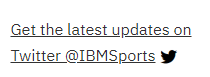 Get the latest updates on
Twitter @IBMSports